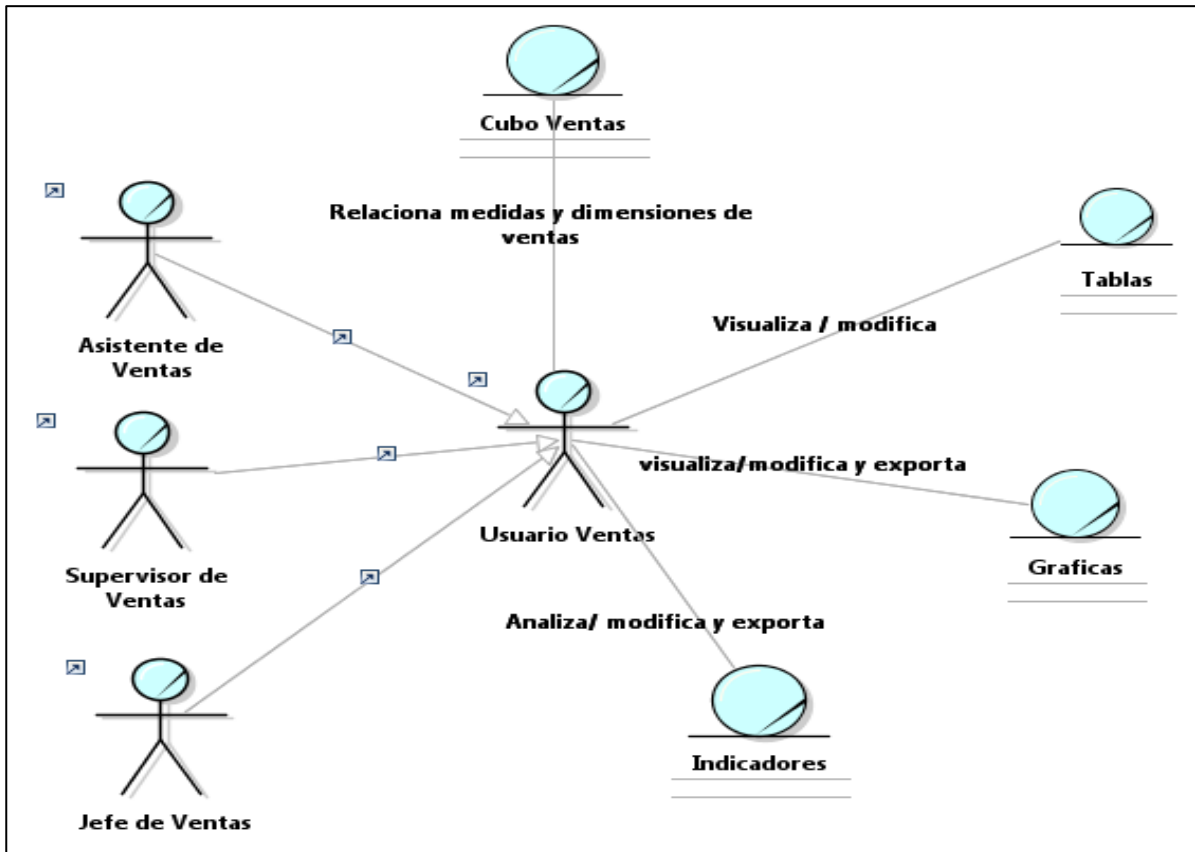 Cubo Ventas
Relaciona medidas y dimensiones de
ventas
Tablas
Visualiza / modifica
Asistente de
Ventas
visualiza/modifica y exporta
Usuario Ventas
Graficas
Supervisor de
Ventas
Analiza/ modifica y exporta
Indicadores
Jefe de Ventas